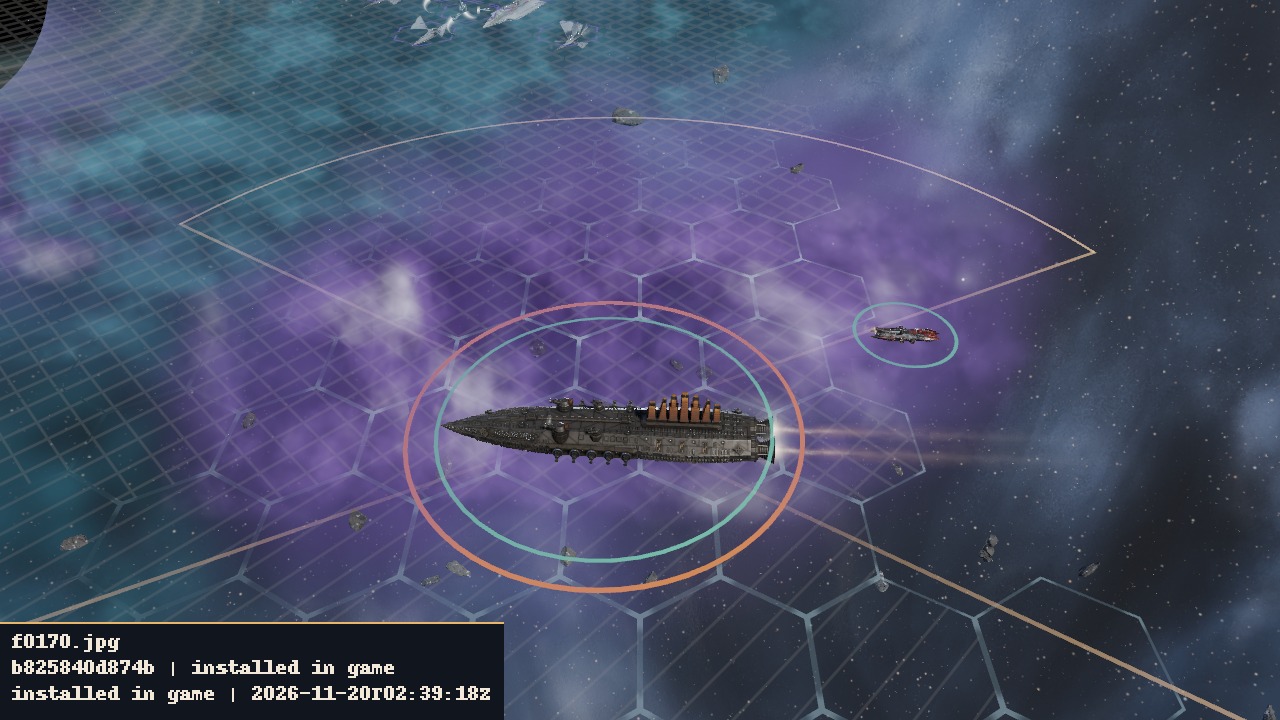 f0170.jpg
b825840d874b | installed in game
installed in game | 2026-11-20T02:39:18Z